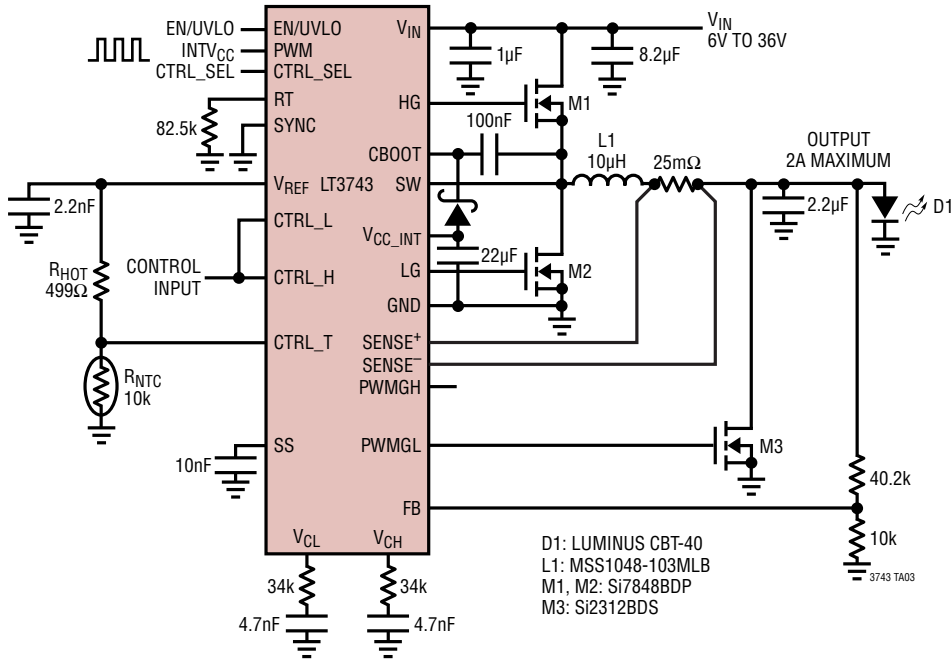 EN/UVLO
INTVCC
PWM
CTRL_SEL
EN/UVLO
PWM
CTRL_SEL
RT
82.5k
SYNC
VREF
LT3743
2.2nF
CTRL_L
RHOT
499Ω
CONTROL
INPUT
CTRL_H
CTRL_T
RNTC
10k
SS
10nF
VCL
VCH
34k
34k
4.7nF
4.7nF
VIN
VIN
6V TO 36V
1µF
8.2µF
HG
M1
100nF
CBOOT
L1
10µH
25mΩ
OUTPUT
2A MAXIMUM
SW
2.2µF
D1
VCC_INT
22µF
LG
M2
GND
SENSE+
SENSE–
PWMGH
PWMGL
M3
40.2k
FB
10k
D1: LUMINUS CBT-40
L1: MSS1048-103MLB
M1, M2: Si7848BDP
M3: Si2312BDS
3743 TA03